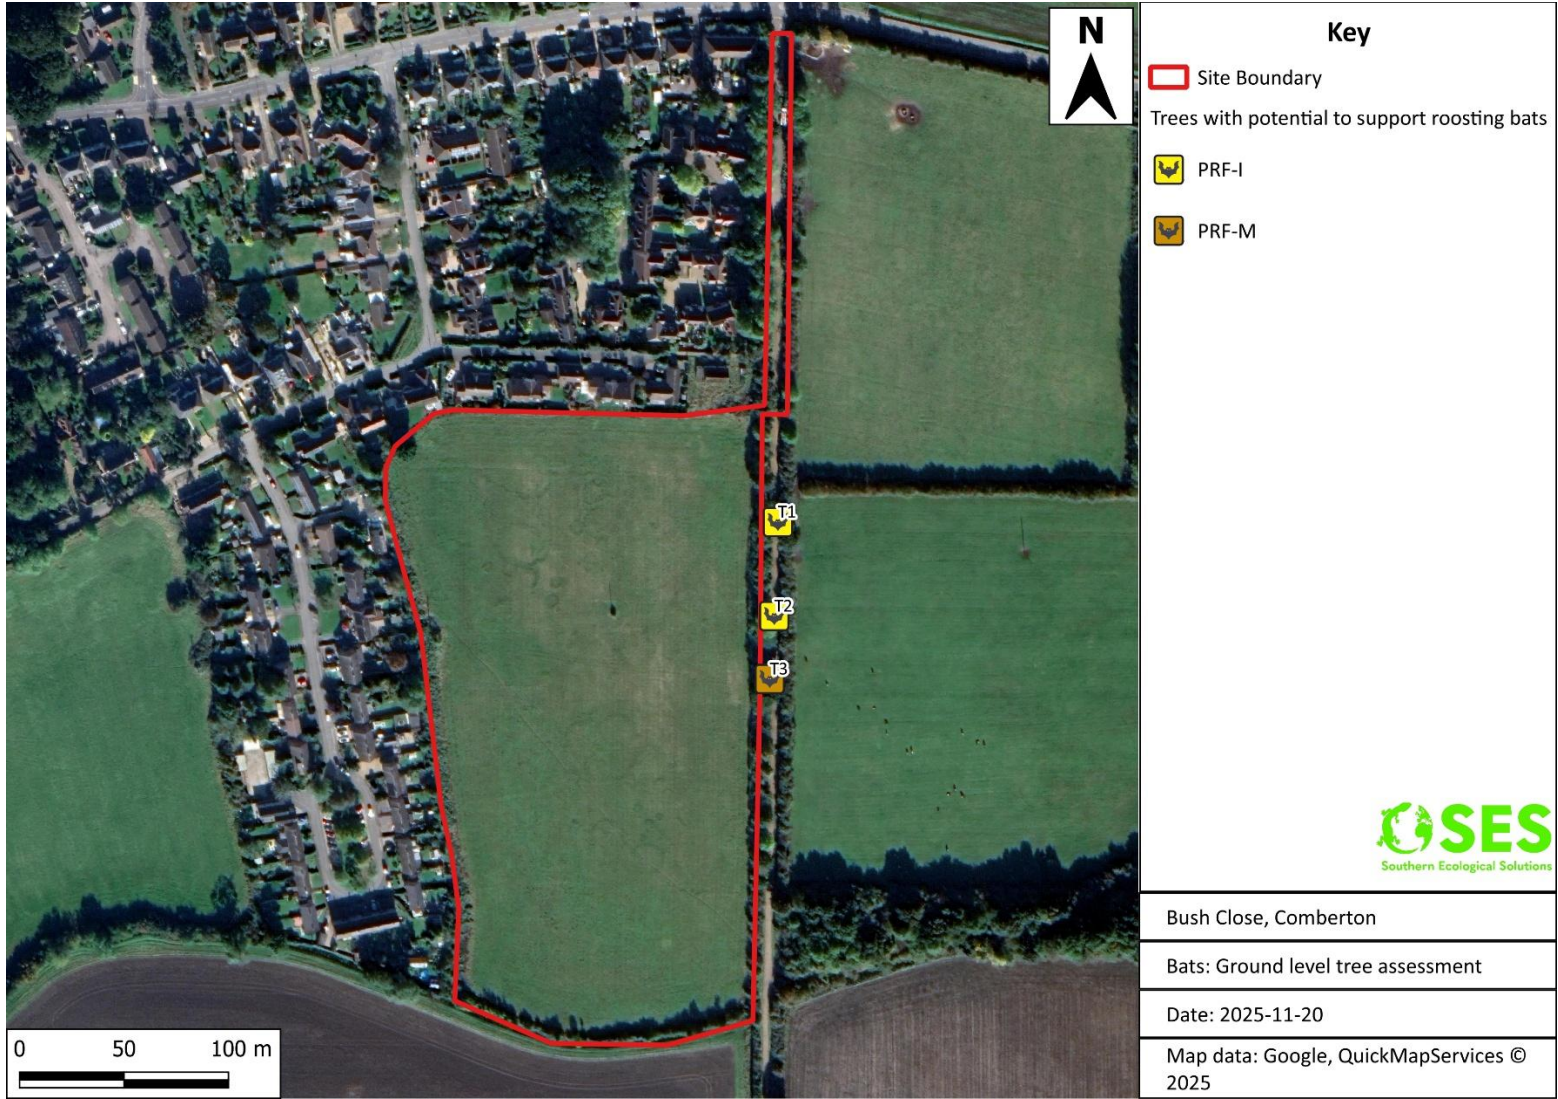 N
T1
T2
T3
0 50 100 m
Key
Site Boundary
Trees with potential to support roosting bats
PRF-I
PRF-M
SES
Southern Ecological Solutions
Bush Close, Comberton
Bats: Ground level tree assessment
Date: 2025-11-20
Map data: Google, QuickMapServices ©
2025